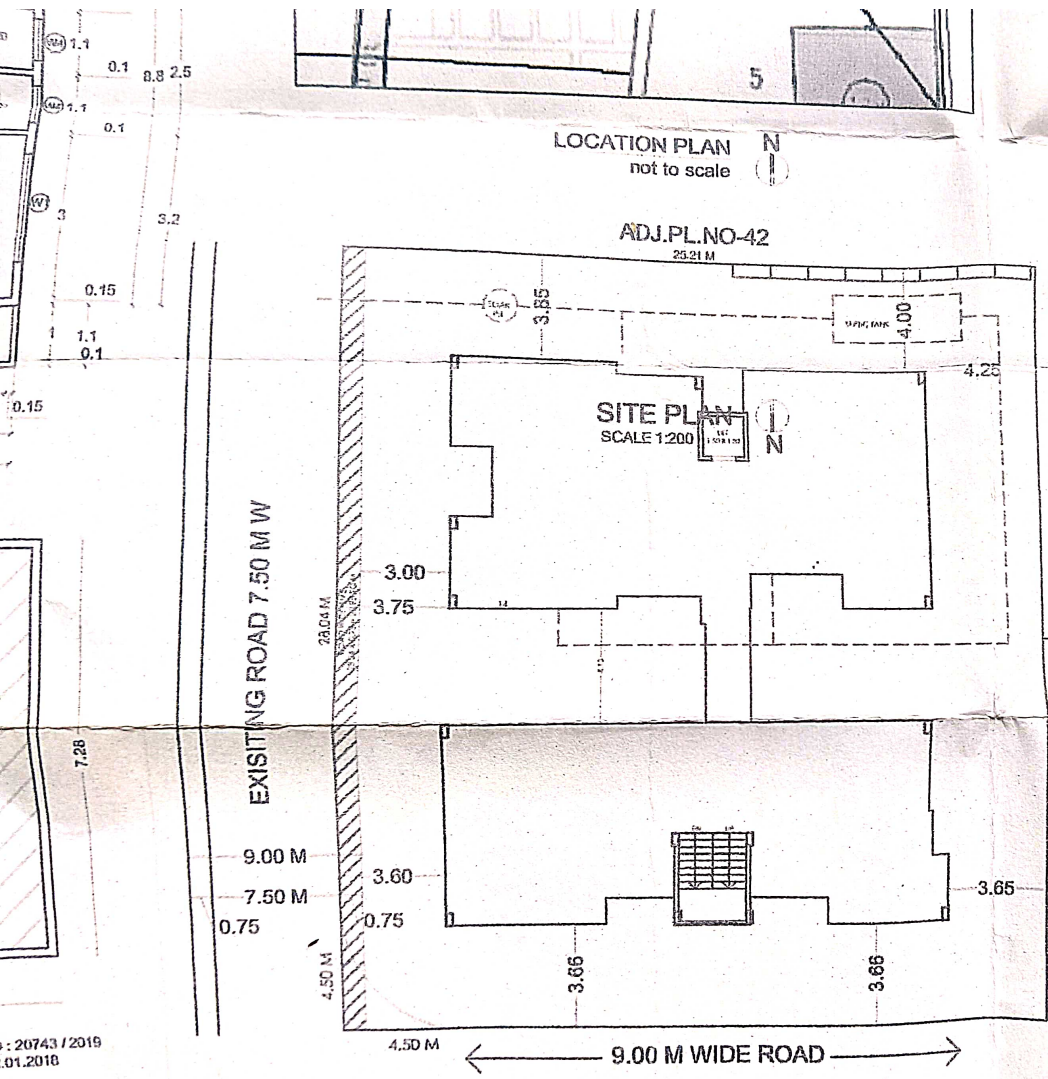 W4 1.1
0.1
8.8 2.5
1.1
0.1
5
LOCATION PLAN N
not to scale
W1
3
3.2
ADJ.PL.NO-42
25.21 M
0.15
3.65
4.00
1.1
0.1
4.25
0.15
SITE PLAN
SCALE 1:200
N
EXISITING ROAD 7.50 M W
28.04 M
3.00
3.75
7.28
9.00 M
7.50 M
0.75
3.60
0.75
3.65
4.50 M
3.66
3.66
4.50 M
9.00 M WIDE ROAD
: 20743 / 2019
.01.2018